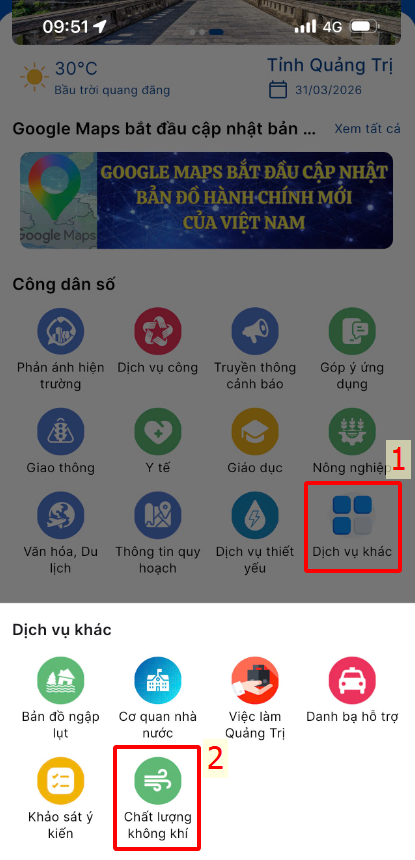 09:51
4G
30°C
Bầu trời quang đãng
Tỉnh Quảng Trị
31/03/2026
Google Maps bắt đầu cập nhật bản ...
Xem tất cả
Google Maps
GOOGLE MAPS BẮT ĐẦU CẬP NHẬT
BẢN ĐỒ HÀNH CHÍNH MỚI
CỦA VIỆT NAM
Công dân số
Phản ánh hiện
trường
Dịch vụ công
Truyền thông
cảnh báo
Góp ý ứng
dụng
Giao thông
Y tế
Giáo dục
Nông nghiệp
1
Văn hóa, Du
lịch
Thông tin quy
hoạch
Dịch vụ thiết
yếu
Dịch vụ khác
Dịch vụ khác
Bản đồ ngập
lụt
Cơ quan nhà
nước
Việc làm
Quảng Trị
Danh bạ hỗ trợ
Khảo sát ý
kiến
2
Chất lượng
không khí